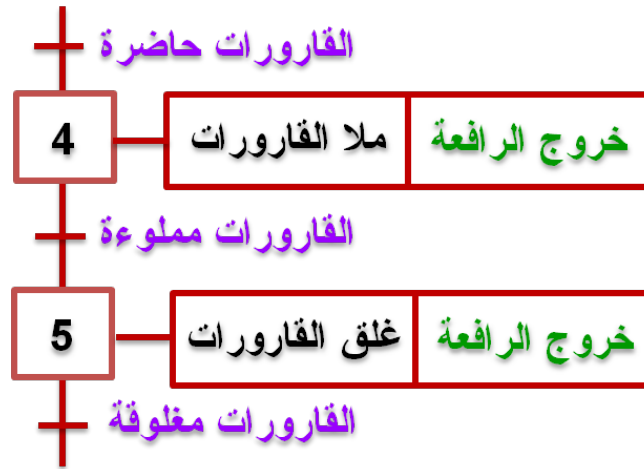 القارورات حاضرة
4 ملا القارورات خروج الرافعة
القارورات مملوءة
5 غلق القارورات خروج الرافعة
القارورات مغلوقة